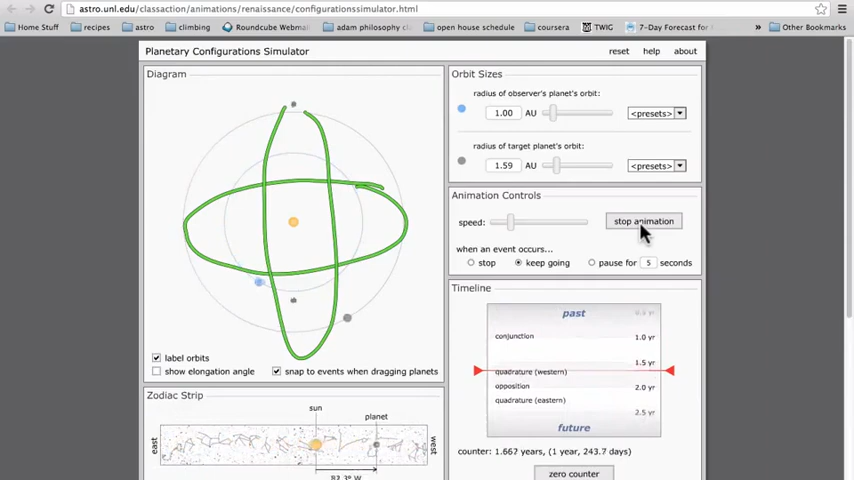 astro.unl.edu/classaction/animations/renaissance/configurationssimulator.html
Home Stuff recipes astro climbing Roundcube Webmai adam philosophy clar open house schedule coursera TWIG 7-Day Forecast for » Other Bookmarks
Planetary Configurations Simulator reset help about
Diagram
label orbits
show elongation angle snap to events when dragging planets
Orbit Sizes
radius of observer's planet's orbit:
1.00 AU <presets>
radius of target planet's orbit:
1.59 AU <presets>
Animation Controls
speed: stop animation
when an event occurs...
stop keep going pause for 5 seconds
Timeline
past
conjunction 1.0 yr
1.5 yr
quadrature (western)
opposition 2.0 yr
quadrature (eastern)
2.5 yr
future
counter: 1.667 years, (1 year, 243.7 days)
zero counter
Zodiac Strip
sun
planet
east
west
82.3° W